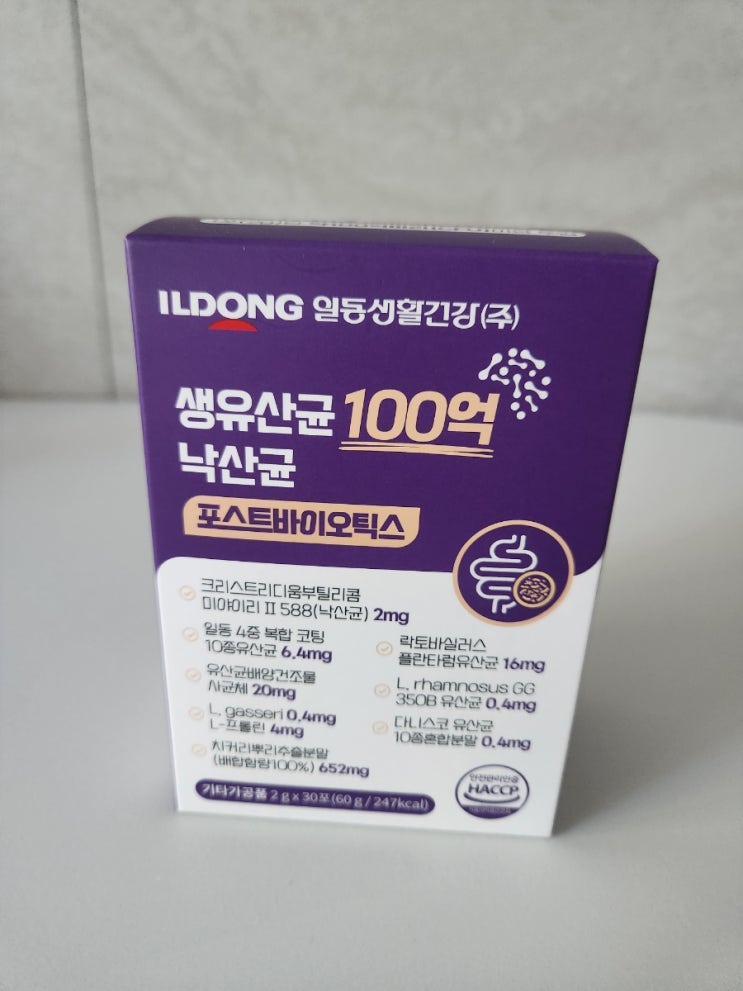 ILDONG 일동생활건강(주)
생유산균 100억
낙산균
포스트바이오틱스
크리스트리디움부틸리콤
미야이리 II 588(낙산균) 2mg
일동 4중 복합 코팅
10종유산균 6.4mg
유산균배양건조물
사균체 20mg
L. gasseri 0.4mg
L-프롤린 4mg
치커리뿌리추출분말
(배합함량100%) 652mg
락토바실러스
플란타럼유산균 16mg
L. rhamnosus GG
350B 유산균 0.4mg
다니스코 유산균
10종혼합분말 0.4mg
기타가공품 2 g x 30포 (60 g / 247kcal)
안전관리인증
HACCP